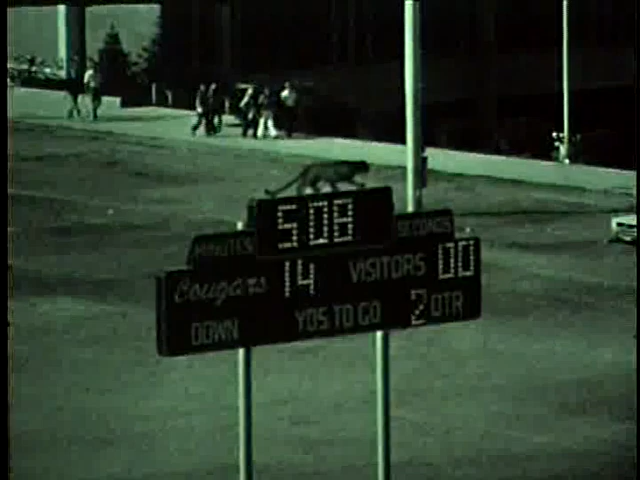 5:08
MINUTES SECONDS
Cougars 14 VISITORS 00
DOWN YDS TO GO 2 QTR